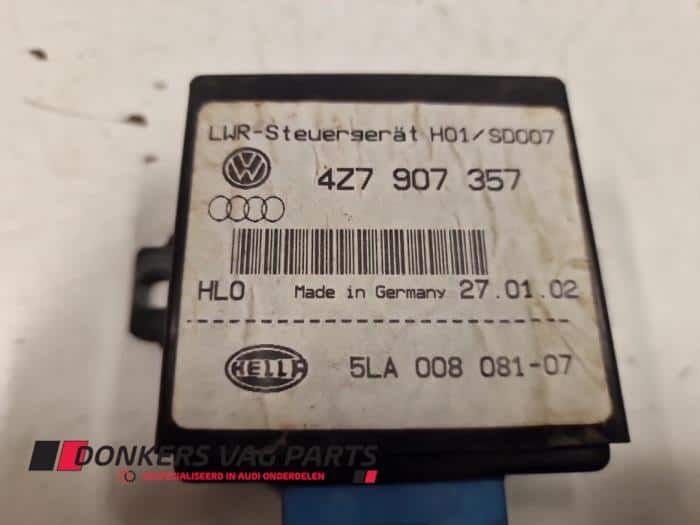 LWR-Steuergerät H01/SD007
VW
4Z7 907 357
HLO Made in Germany 27.01.02
HELLA
5LA 008 081-07
DONKERS VAG PARTS
GESPECIALISEERD IN AUDI ONDERDELEN